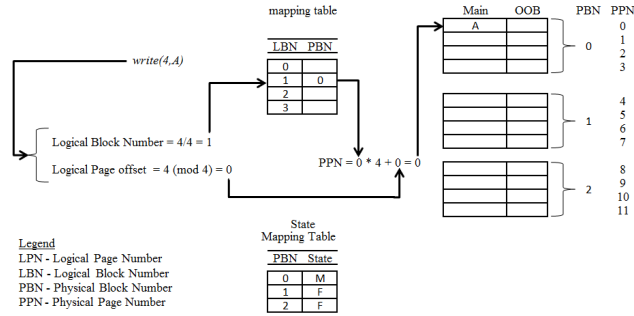 mapping table
Main OOB PBN PPN
LBN PBN
A
0
1 0
2
3
0
0
1
2
3
write(4,A)
1
4
5
6
7
Logical Block Number = 4/4 = 1
Logical Page offset = 4 (mod 4) = 0
PPN = 0 * 4 + 0 = 0
2
8
9
10
11
State
Mapping Table
PBN State
0 M
1 F
2 F
Legend
LPN - Logical Page Number
LBN - Logical Block Number
PBN - Physical Block Number
PPN - Physical Page Number